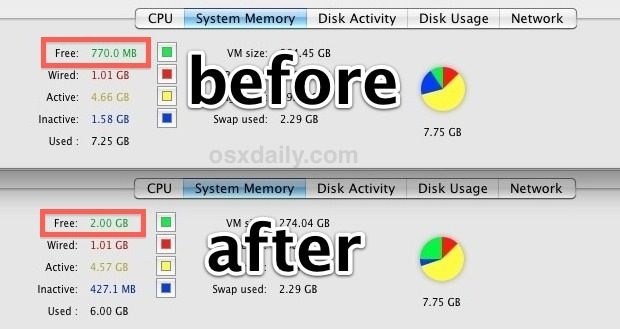 CPU System Memory Disk Activity Disk Usage Network
Free: 770.0 MB
VM size: 4.45 GB
Wired: 1.01 GB
Active: 4.66 GB
Inactive: 1.58 GB
Swap used: 2.29 GB
Used : 7.25 GB
7.75 GB
before
osxdaily.com
CPU System Memory Disk Activity Disk Usage Network
Free: 2.00 GB
VM size: 274.04 GB
Wired: 1.01 GB
Active: 4.57 GB
Inactive: 427.1 MB
Swap used: 2.29 GB
Used : 6.00 GB
7.75 GB
after